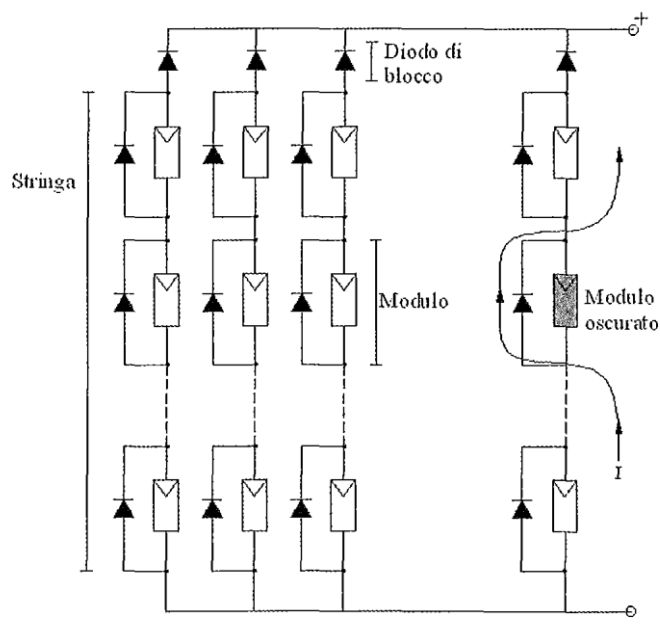 +
Diodo di
blocco
Stringa
Modulo
Modulo
oscurato
I